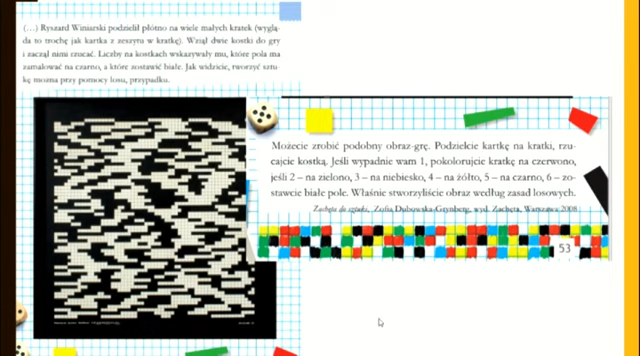 (…) Ryszard Winiarski podzielił płótno na wiele małych kratek (wyglą-
da to trochę jak kartka z zeszytu w kratkę). Wziął dwie kostki do gry
i zaczął nimi rzucać. Liczby na kostkach wskazywały mu, które pola ma
zamalować na czarno, a które zostawić białe. Jak widzicie, tworzyć sztu-
kę można przy pomocy losu, przypadku.
Możecie zrobić podobny obraz-grę. Podzielcie kartkę na kratki, rzu-
cajcie kostką. Jeśli wypadnie wam 1, pokolorujcie kratkę na czerwono,
jeśli 2 – na zielono, 3 – na niebiesko, 4 – na żółto, 5 – na czarno, 6 – zo-
stawcie białe pole. Właśnie stworzyliście obraz według zasad losowych.
Zachęta do sztuki, Zofia Dubowska-Grynberg, wyd. Zachęta, Warszawa 2008
53